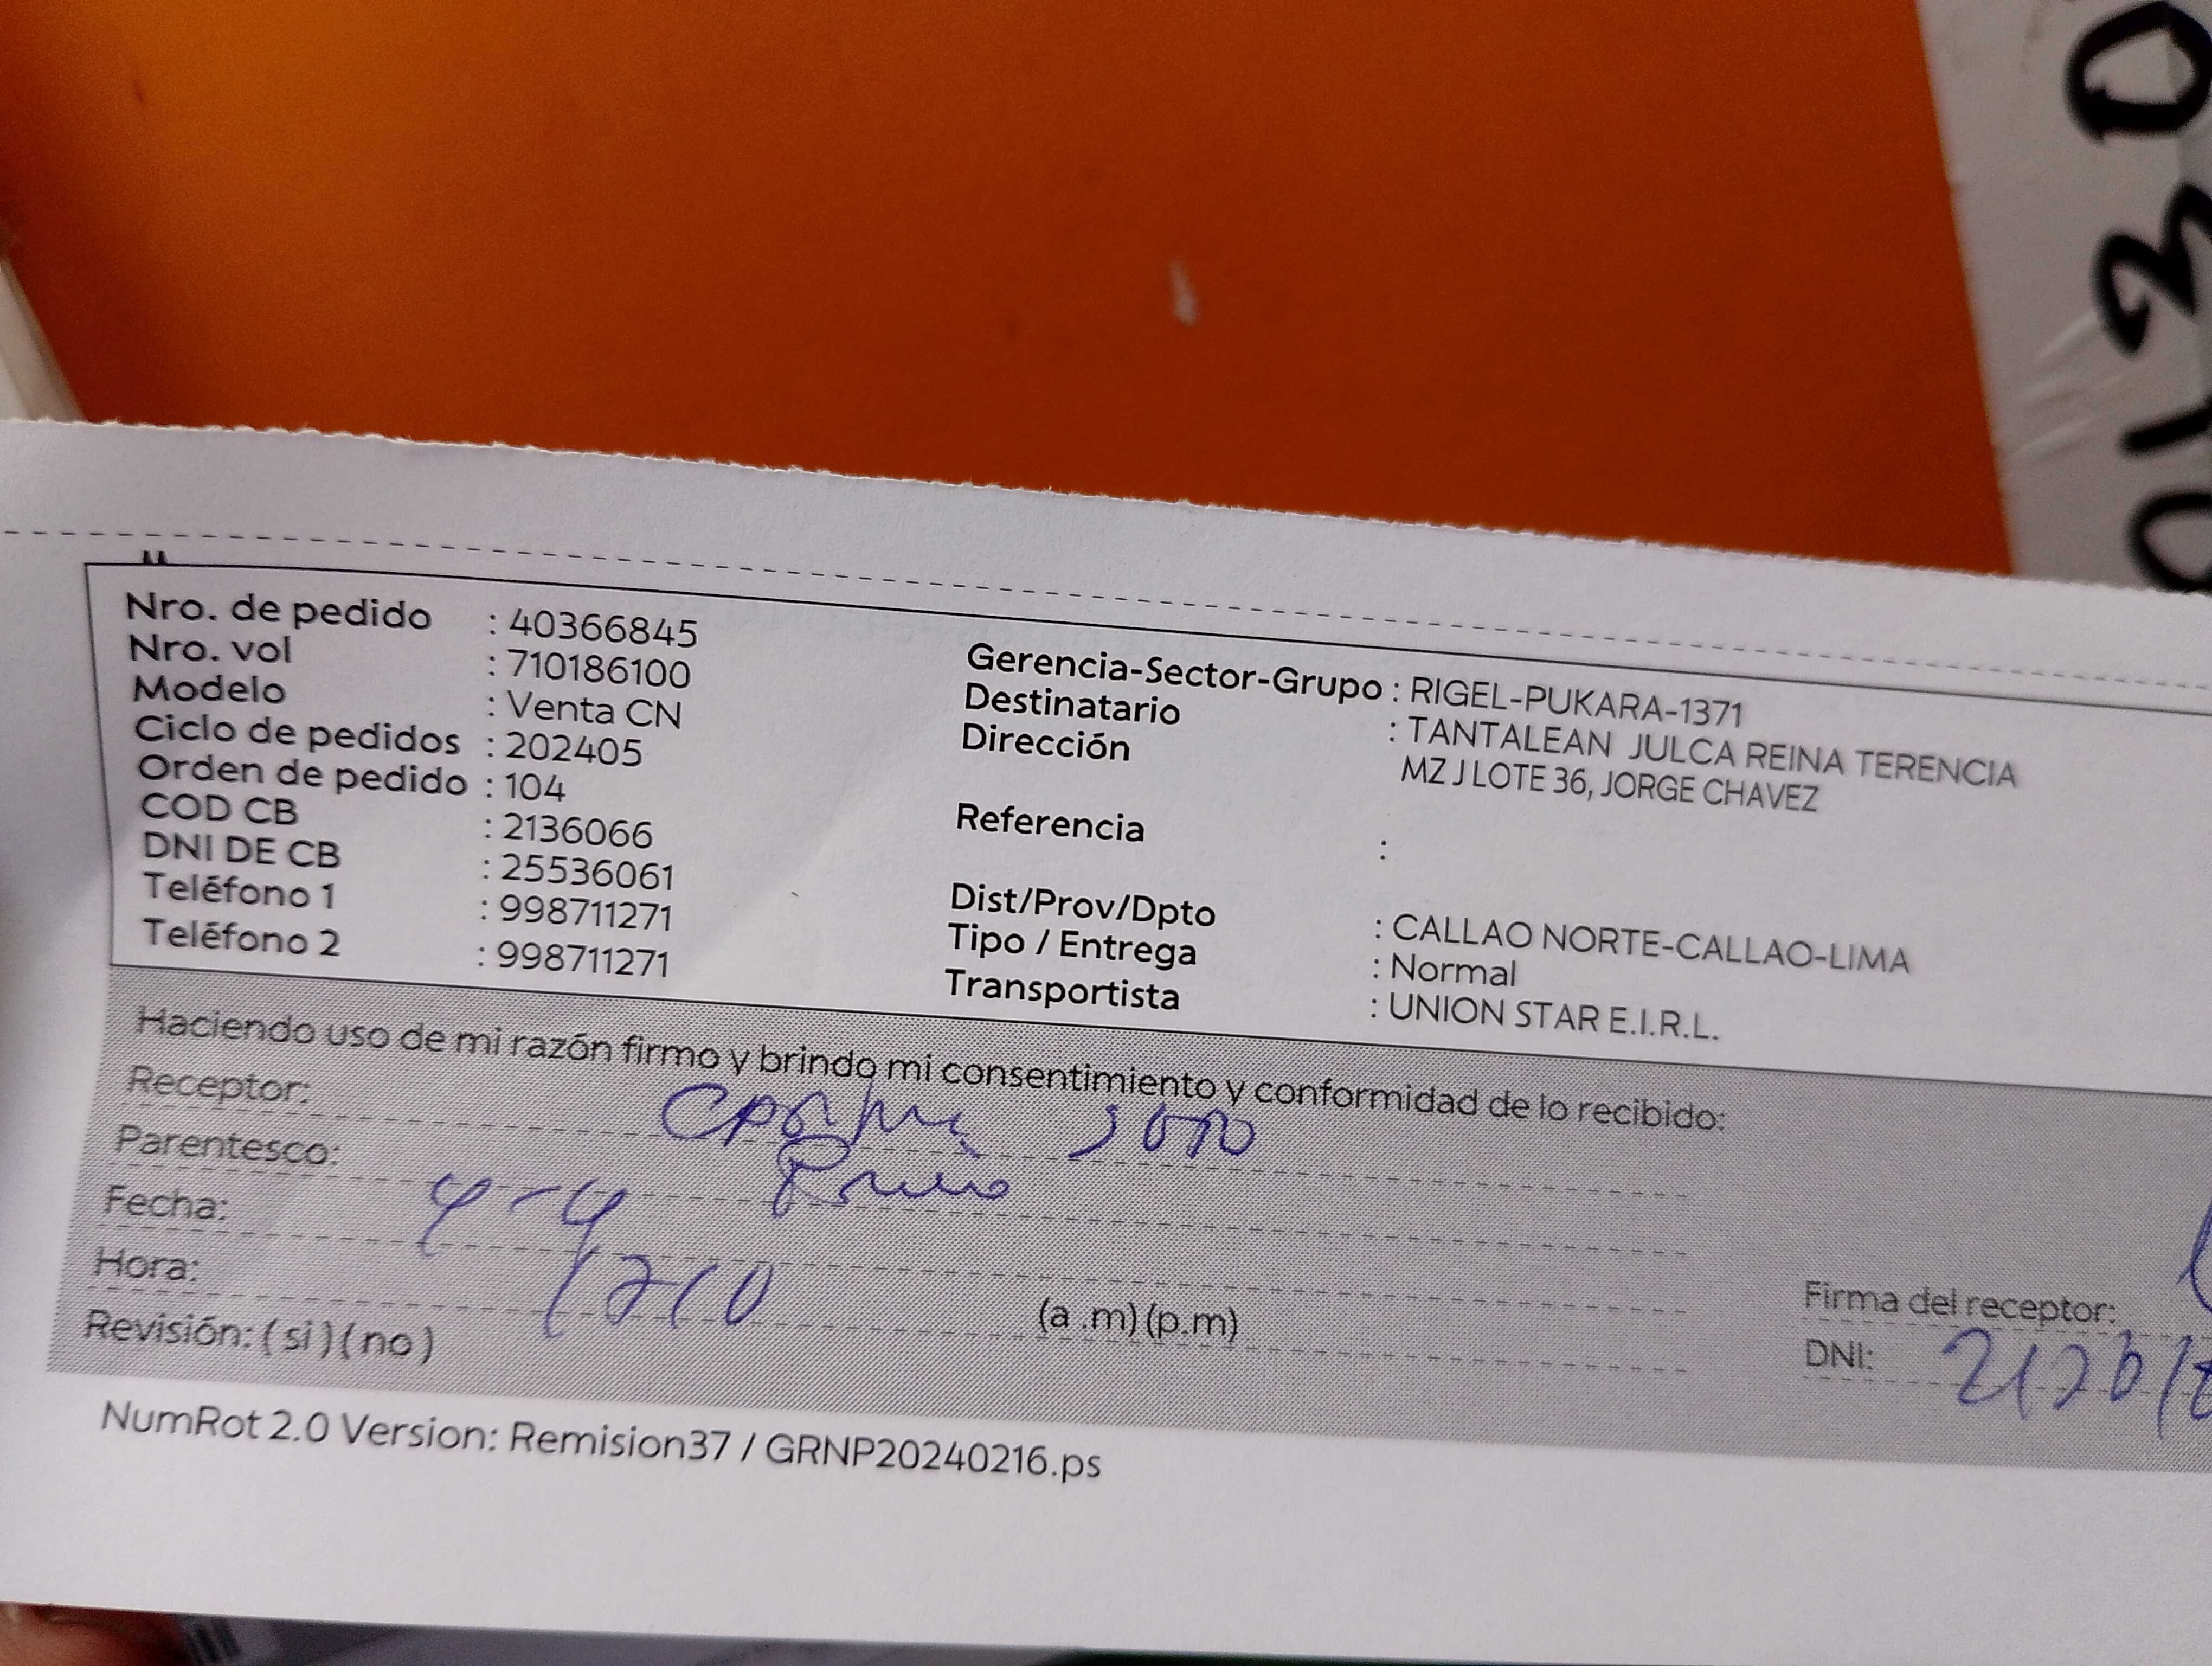 Nro. de pedido : 40366845
Nro. vol : 710186100
Modelo : Venta CN
Ciclo de pedidos : 202405
Orden de pedido : 104
COD CB : 2136066
DNI DE CB : 25536061
Teléfono 1 : 998711271
Teléfono 2 : 998711271
Gerencia-Sector-Grupo : RIGEL-PUKARA-1371
Destinatario : TANTALEAN JULCA REINA TERENCIA
Dirección MZ J LOTE 36, JORGE CHAVEZ
Referencia :
Dist/Prov/Dpto : CALLAO NORTE-CALLAO-LIMA
Tipo / Entrega : Normal
Transportista : UNION STAR E.I.R.L.
Haciendo uso de mi razón firmo y brindo mi consentimiento y conformidad de lo recibido:
Receptor:
Parentesco:
Fecha: 4-4
Hora: 1210 (a .m) (p.m)
Revisión: ( si ) ( no )
Firma del receptor:
DNI:
NumRot 2.0 Version: Remision37 / GRNP20240216.ps